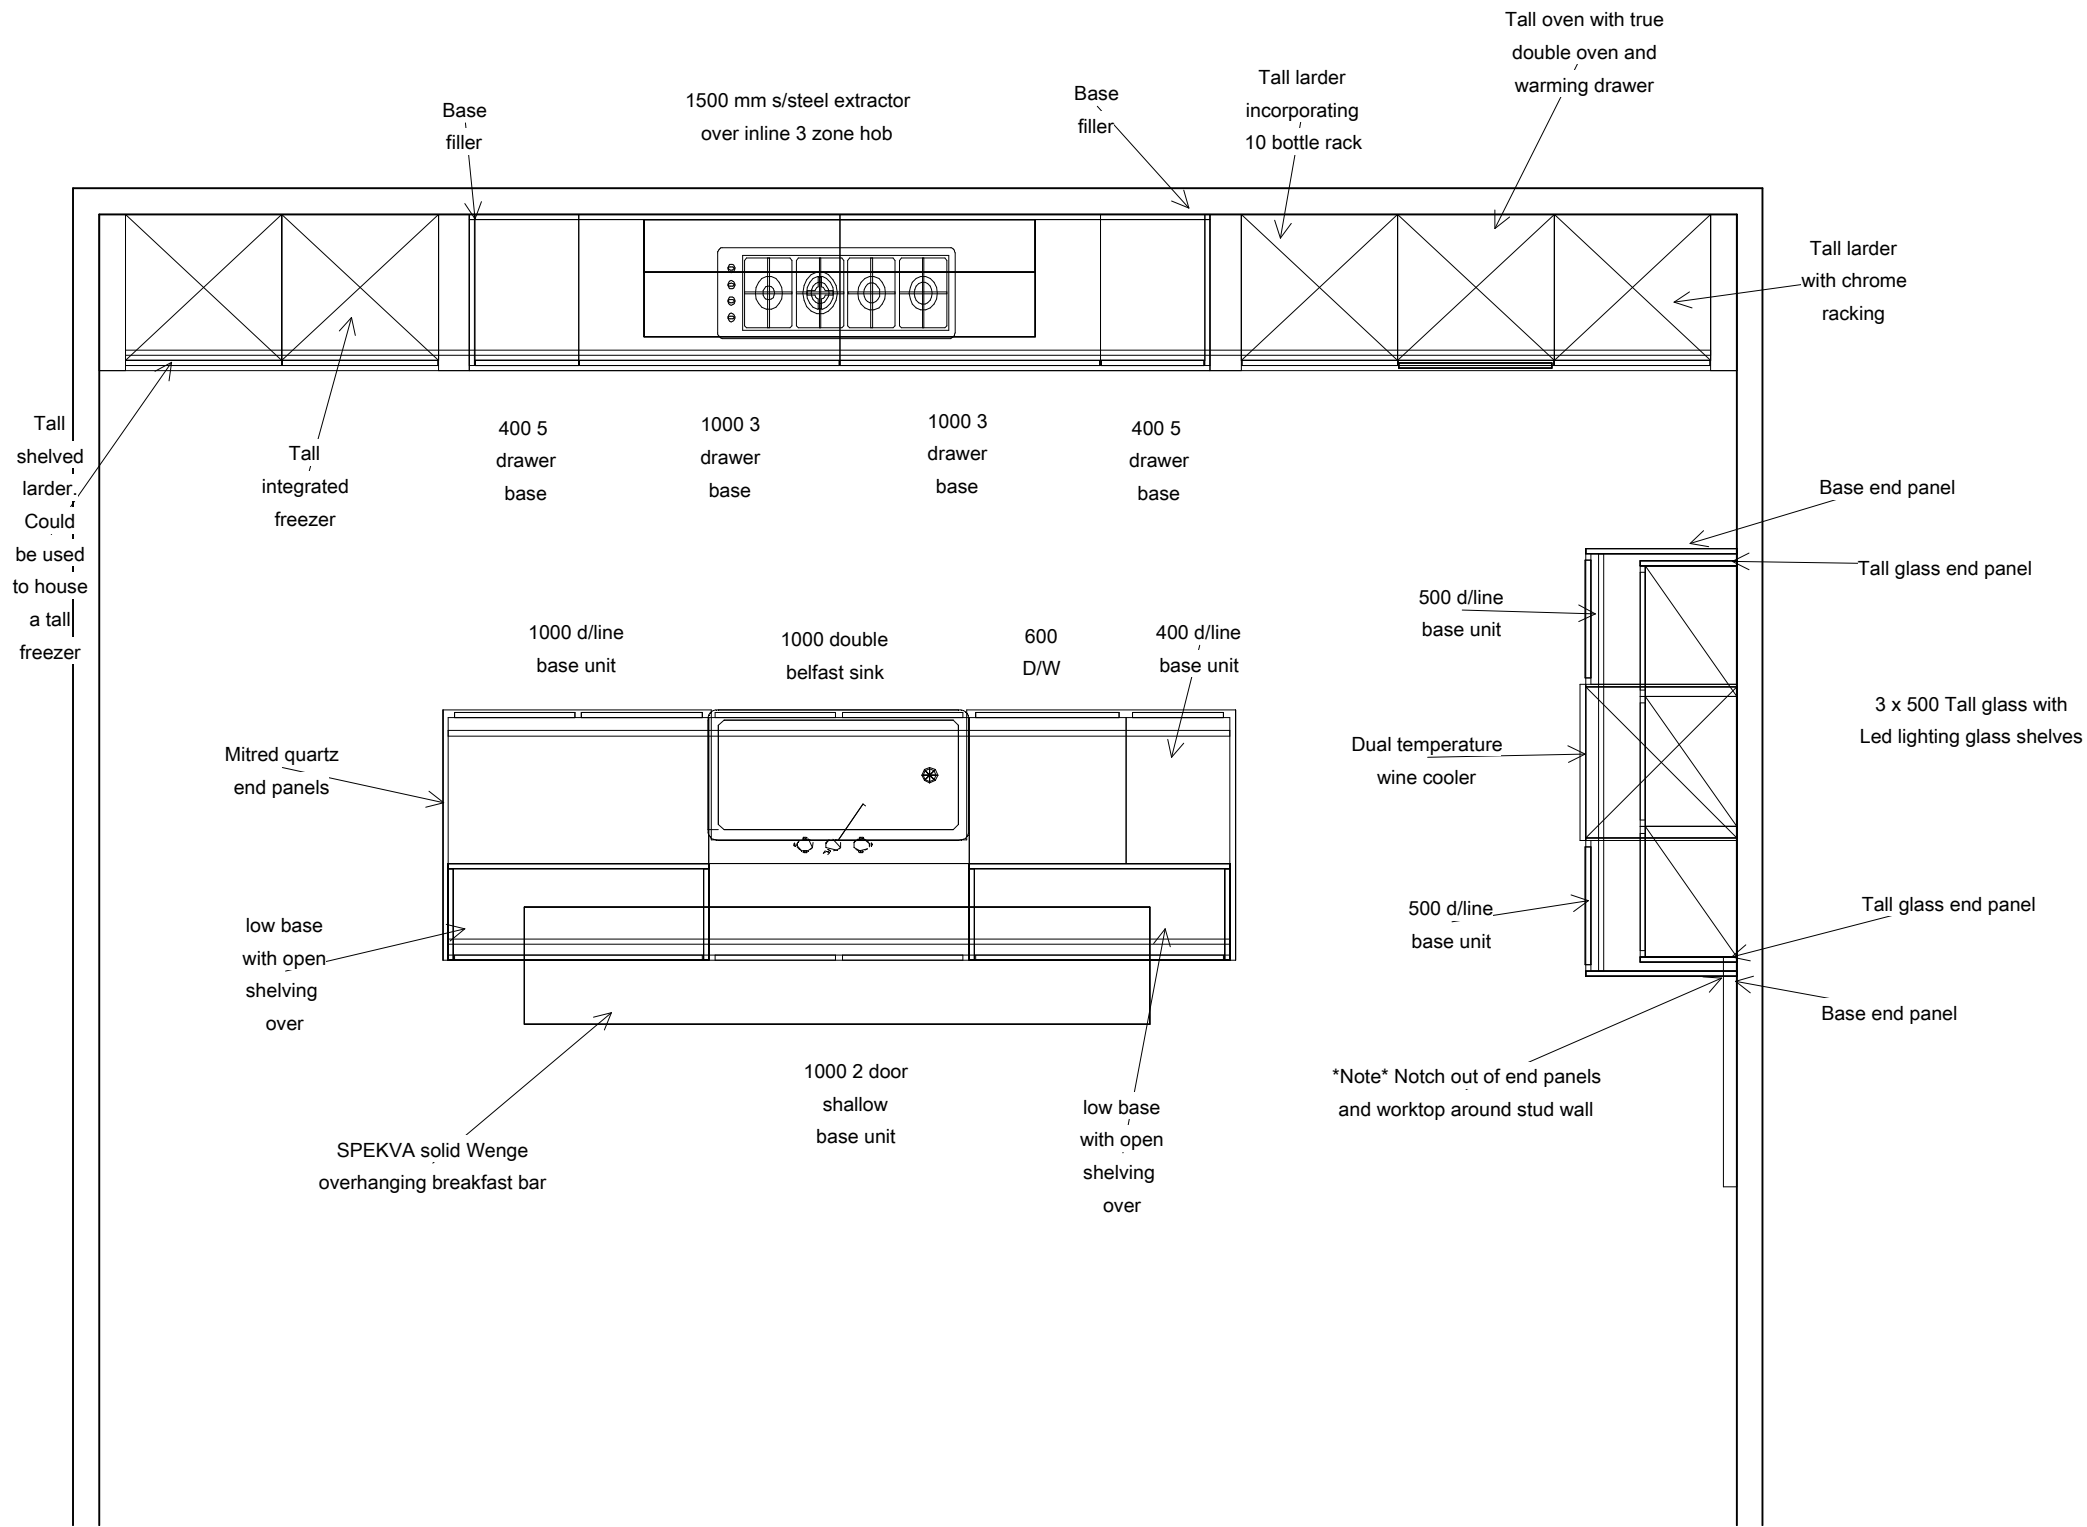 Tall oven with true
double oven and
warming drawer
Tall larder
incorporating
10 bottle rack
Base
filler
1500 mm s/steel extractor
over inline 3 zone hob
Base
filler
Tall larder
with chrome
racking
Tall
shelved
larder.
Could
be used
to house
a tall
freezer
Tall
integrated
freezer
400 5
drawer
base
1000 3
drawer
base
1000 3
drawer
base
400 5
drawer
base
Base end panel
Tall glass end panel
500 d/line
base unit
1000 d/line
base unit
1000 double
belfast sink
600
D/W
400 d/line
base unit
3 x 500 Tall glass with
Led lighting glass shelves
Mitred quartz
end panels
Dual temperature
wine cooler
500 d/line
base unit
Tall glass end panel
low base
with open
shelving
over
Base end panel
*Note* Notch out of end panels
and worktop around stud wall
1000 2 door
shallow
base unit
low base
with open
shelving
over
SPEKVA solid Wenge
overhanging breakfast bar